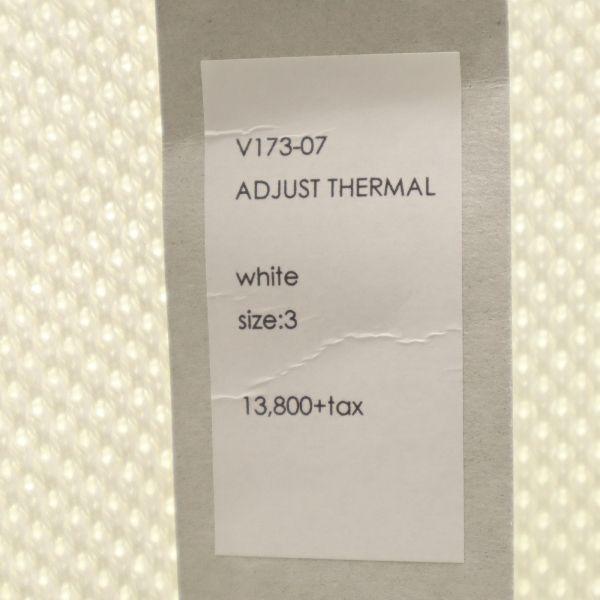 V173-07
ADJUST THERMAL
white
size:3
13,800+tax